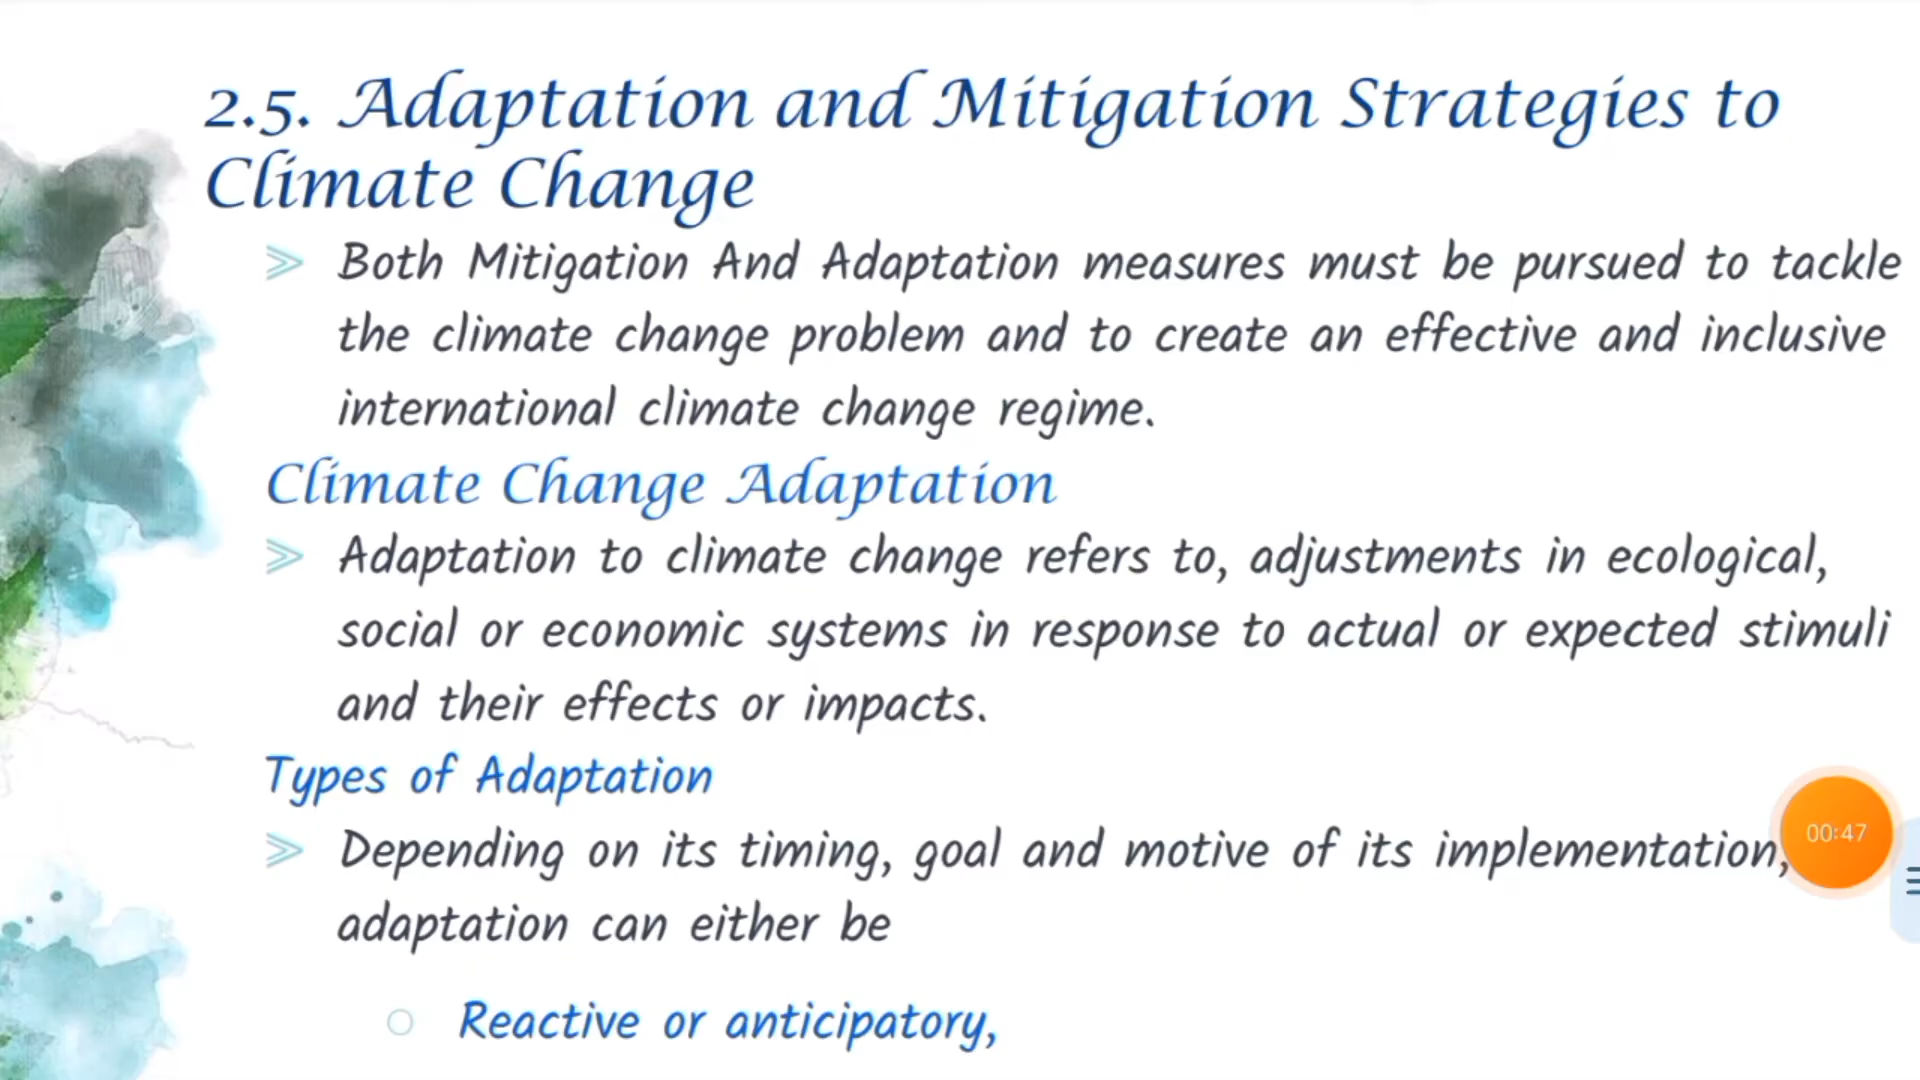 2.5. Adaptation and Mitigation Strategies to
Climate Change
Both Mitigation And Adaptation measures must be pursued to tackle
the climate change problem and to create an effective and inclusive
international climate change regime.
Climate Change Adaptation
Adaptation to climate change refers to, adjustments in ecological,
social or economic systems in response to actual or expected stimuli
and their effects or impacts.
Types of Adaptation
Depending on its timing, goal and motive of its implementation,
00:47
adaptation can either be
Reactive or anticipatory,